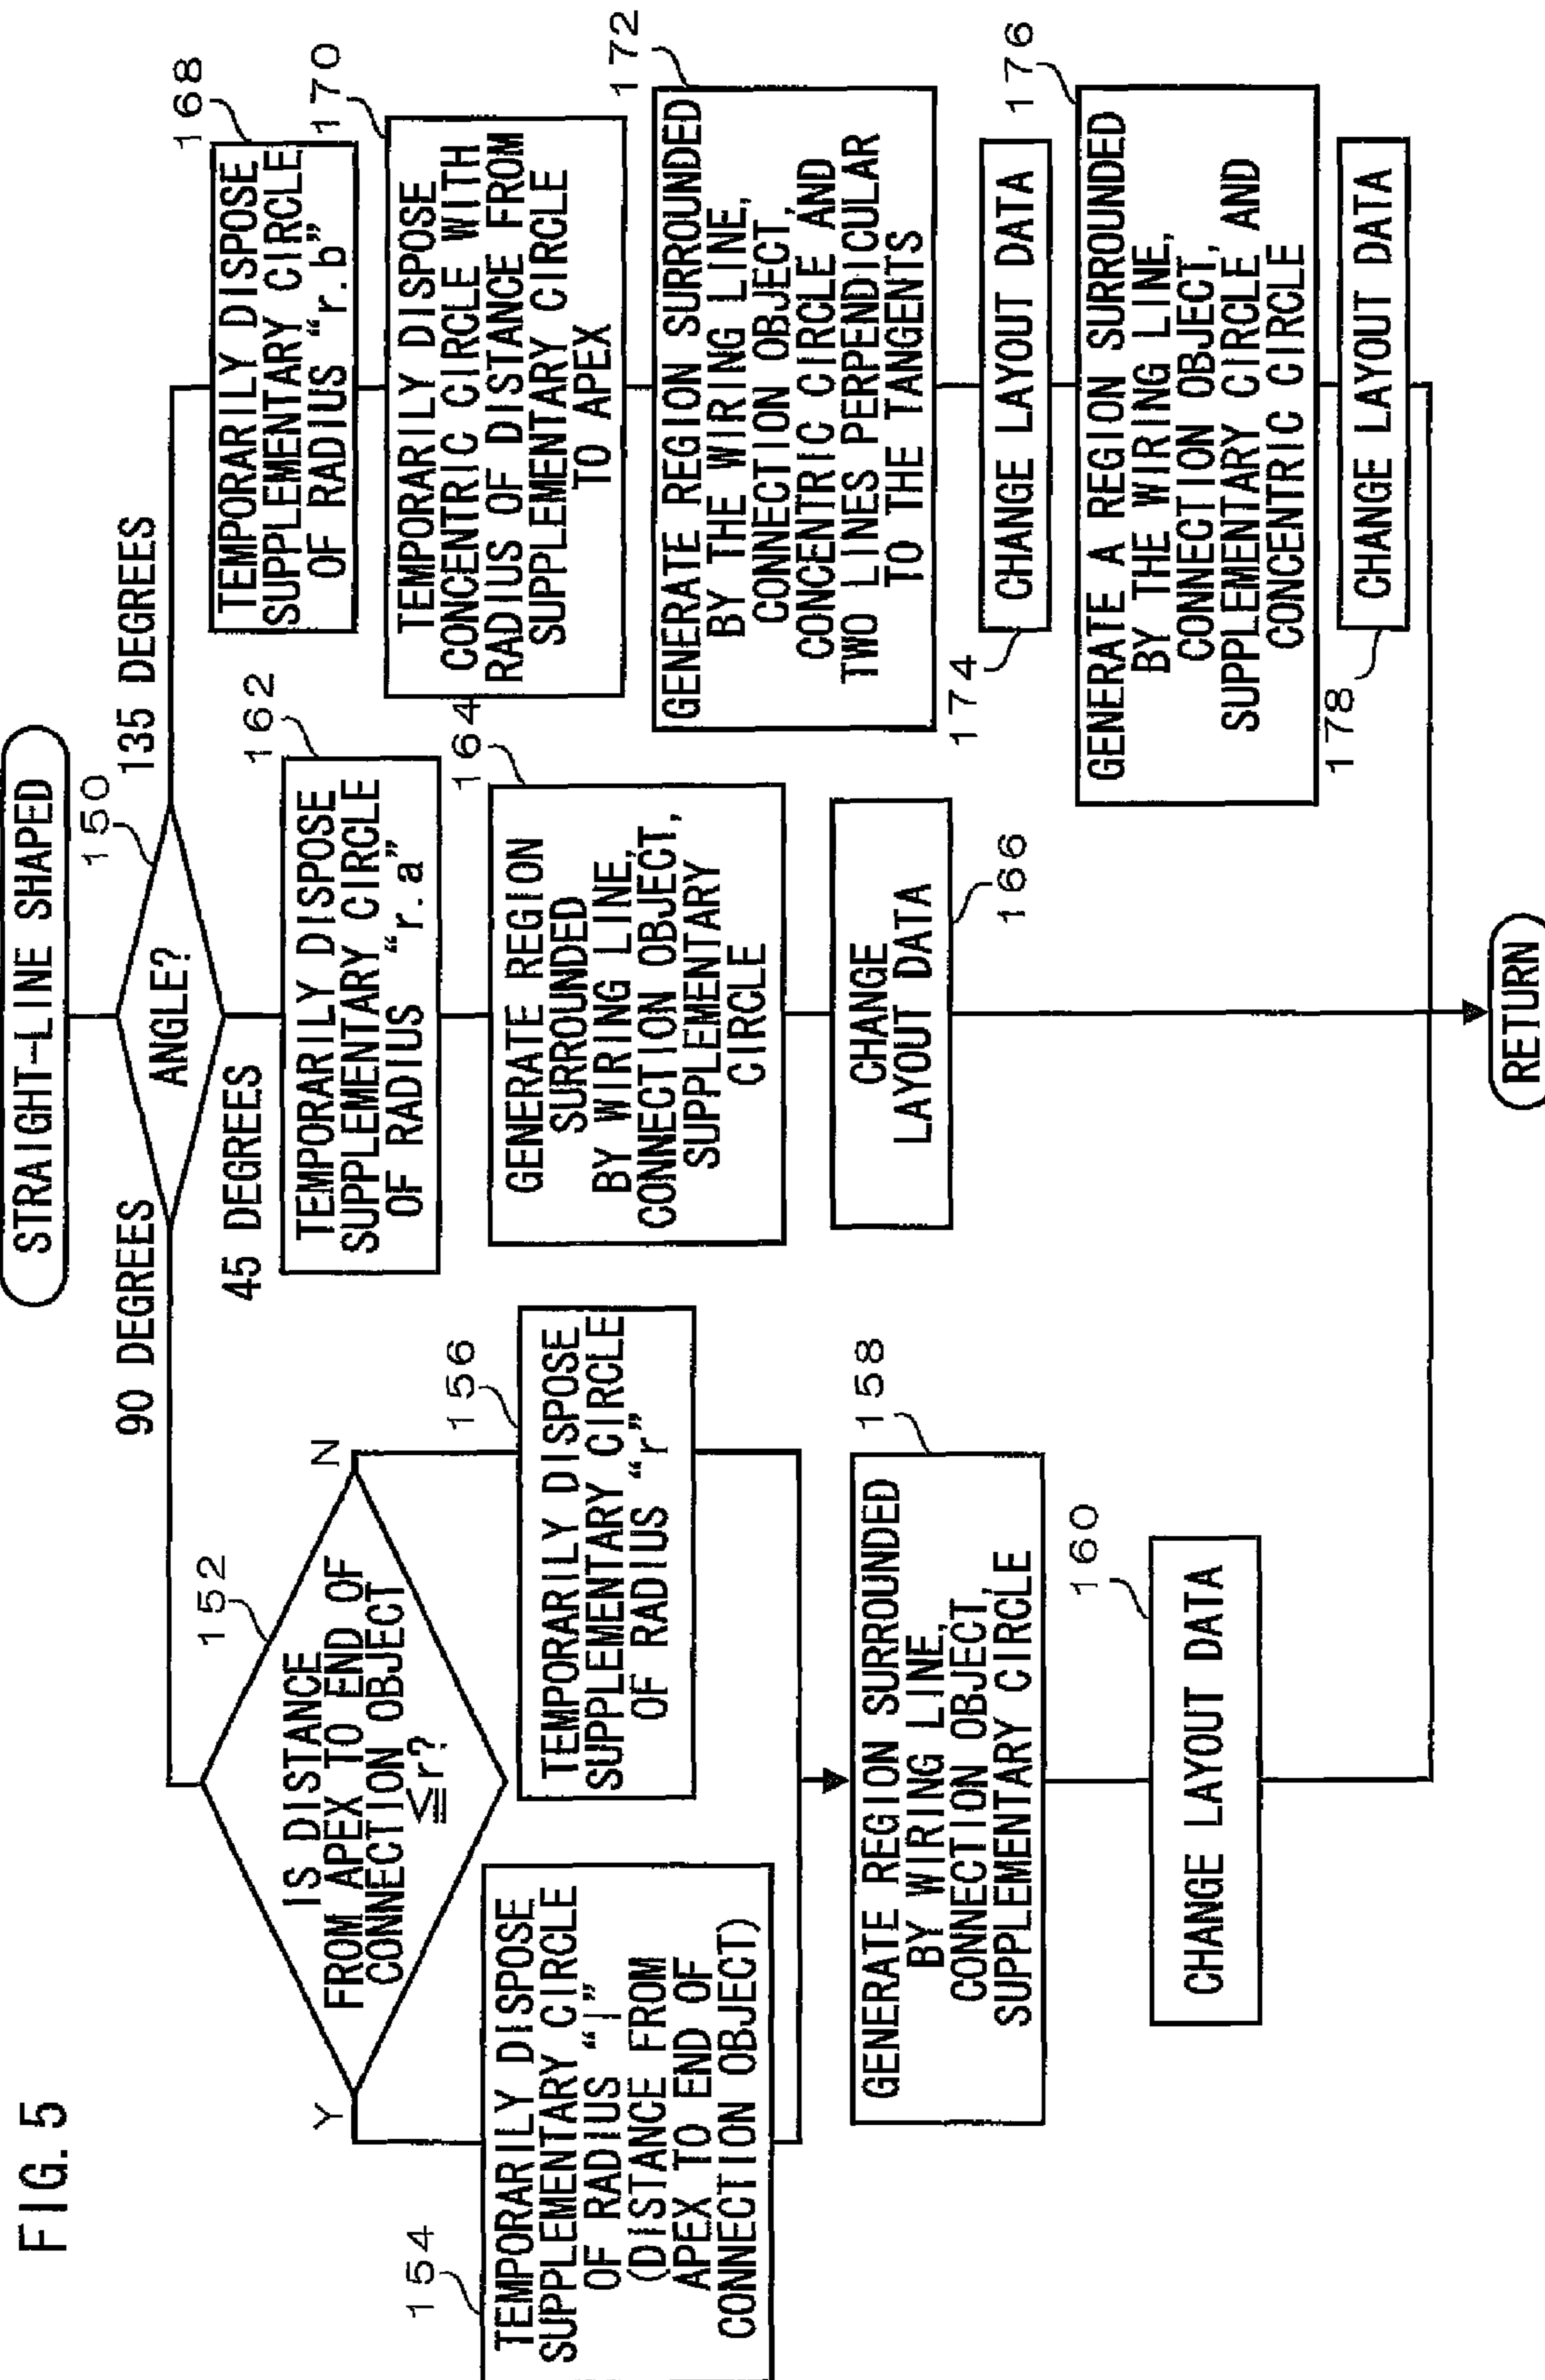 FIG. 5
STRAIGHT-LINE SHAPED
150
ANGLE?
90 DEGREES
45 DEGREES
135 DEGREES
152
IS DISTANCE
FROM APEX TO END OF
CONNECTION OBJECT
≦r?
Y
N
154
TEMPORARILY DISPOSE
SUPPLEMENTARY CIRCLE
OF RADIUS “l”
(DISTANCE FROM
APEX TO END OF
CONNECTION OBJECT)
156
TEMPORARILY DISPOSE
SUPPLEMENTARY CIRCLE
OF RADIUS “r”
158
GENERATE REGION SURROUNDED
BY WIRING LINE,
CONNECTION OBJECT,
SUPPLEMENTARY CIRCLE
160
CHANGE LAYOUT DATA
162
TEMPORARILY DISPOSE
SUPPLEMENTARY CIRCLE
OF RADIUS “r.a”
164
GENERATE REGION
SURROUNDED
BY WIRING LINE,
CONNECTION OBJECT,
SUPPLEMENTARY
CIRCLE
CHANGE
LAYOUT DATA
166
168
TEMPORARILY DISPOSE
SUPPLEMENTARY CIRCLE
OF RADIUS “r.b”
170
TEMPORARILY DISPOSE
CONCENTRIC CIRCLE WITH
RADIUS OF DISTANCE FROM
SUPPLEMENTARY CIRCLE
TO APEX
172
GENERATE REGION SURROUNDED
BY THE WIRING LINE,
CONNECTION OBJECT,
CONCENTRIC CIRCLE, AND
TWO LINES PERPENDICULAR
TO THE TANGENTS
174
CHANGE LAYOUT DATA
176
GENERATE A REGION SURROUNDED
BY THE WIRING LINE,
CONNECTION OBJECT,
SUPPLEMENTARY CIRCLE, AND
CONCENTRIC CIRCLE
178
CHANGE LAYOUT DATA
RETURN